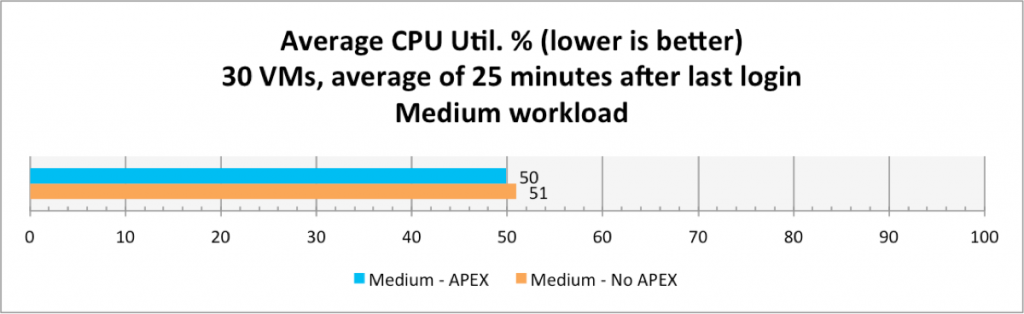 Average CPU Util. % (lower is better)
30 VMs, average of 25 minutes after last login
Medium workload
50
51
0 10 20 30 40 50 60 70 80 90 100
Medium - APEX Medium - No APEX